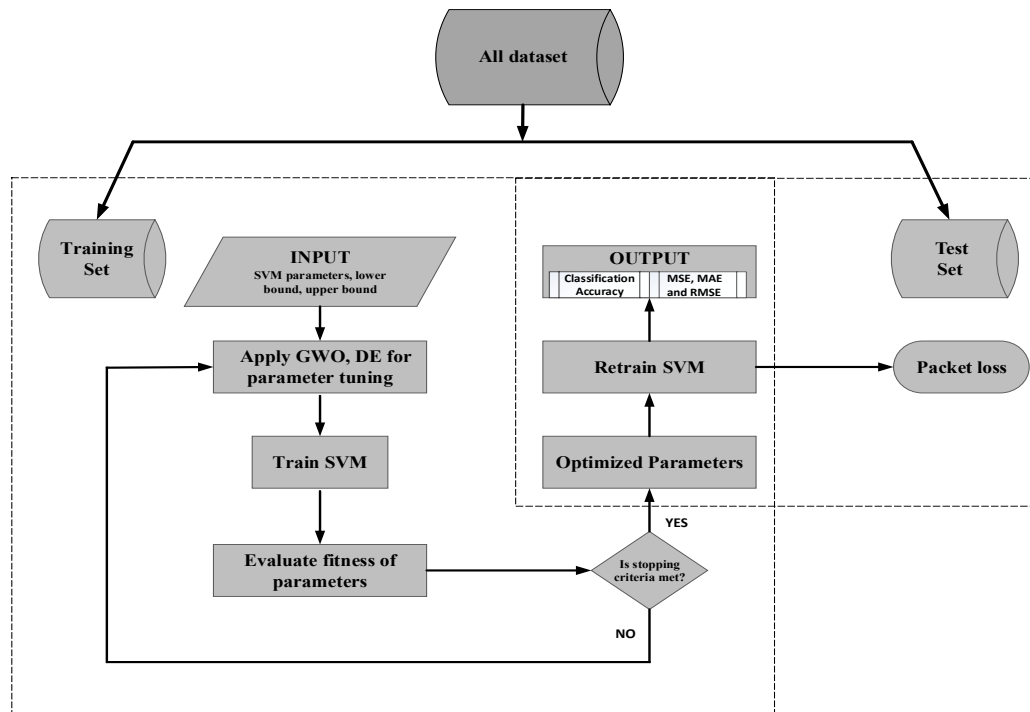 All dataset
Training
Set
INPUT
SVM parameters, lower
bound, upper bound
OUTPUT
Classification
Accuracy
MSE, MAE
and RMSE
Test
Set
Apply GWO, DE for
parameter tuning
Retrain SVM
Packet loss
Train SVM
Optimized Parameters
YES
Evaluate fitness of
parameters
Is stopping
criteria met?
NO